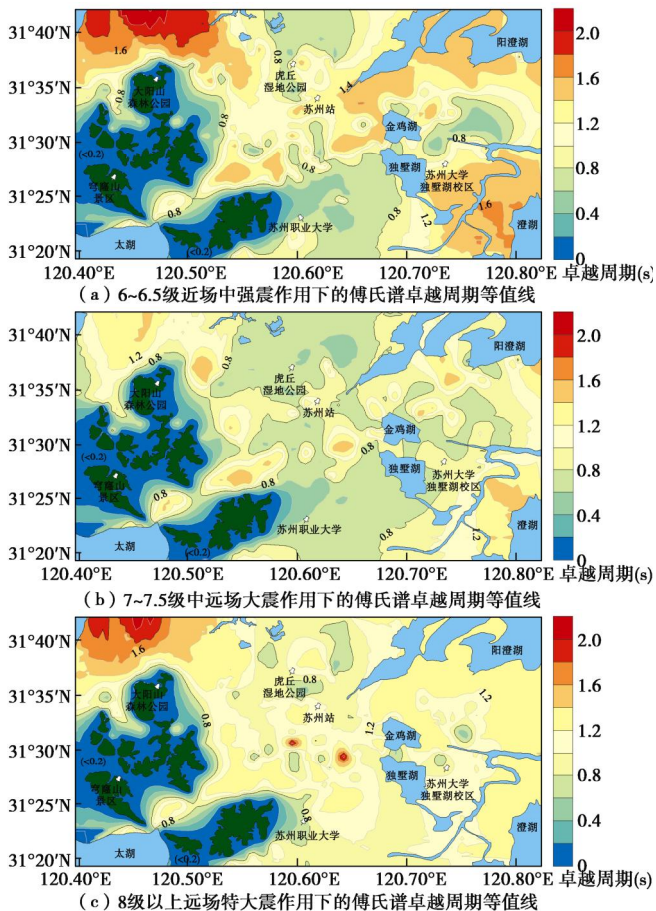 31°40′N
31°35′N
31°30′N
31°25′N
31°20′N
120.40°E 120.50°E 120.60°E 120.70°E 120.80°E 卓越周期(s)
2.0
1.6
1.2
0.8
0.4
0
1.6
0.8
阳澄湖
大阳山
森林公园
虎丘
湿地公园
1.4
苏州站
0.8
0.8
金鸡湖
0.8
(<0.2)
0.8
独墅湖
苏州大学
独墅湖校区
穹窿山
景区
0.8
0.8
1.2
1.6
苏州职业大学
澄湖
太湖
(<0.2)
(a)6~6.5级近场中强震作用下的傅氏谱卓越周期等值线
31°40′N
31°35′N
31°30′N
31°25′N
31°20′N
120.40°E 120.50°E 120.60°E 120.70°E 120.80°E 卓越周期(s)
2.0
1.6
1.2
0.8
0.4
0
1.2
0.8
0.8
阳澄湖
虎丘
湿地公园
大阳山
森林公园
苏州站
金鸡湖
0.8
(<0.2)
独墅湖
苏州大学
独墅湖校区
穹窿山
景区
0.8
0.8
苏州职业大学
澄湖
太湖
(<0.2)
0.8
1.2
(b)7~7.5级中远场大震作用下的傅氏谱卓越周期等值线
31°40′N
31°35′N
31°30′N
31°25′N
31°20′N
120.40°E 120.50°E 120.60°E 120.70°E 120.80°E 卓越周期(s)
2.0
1.6
1.2
0.8
0.4
0
1.6
阳澄湖
虎丘
湿地公园
0.8
大阳山
森林公园
0.8
苏州站
1.2
1.2
金鸡湖
(<0.2)
独墅湖
苏州大学
独墅湖校区
穹窿山
景区
0.8
苏州职业大学
澄湖
太湖
(<0.2)
(c)8级以上远场特大震作用下的傅氏谱卓越周期等值线